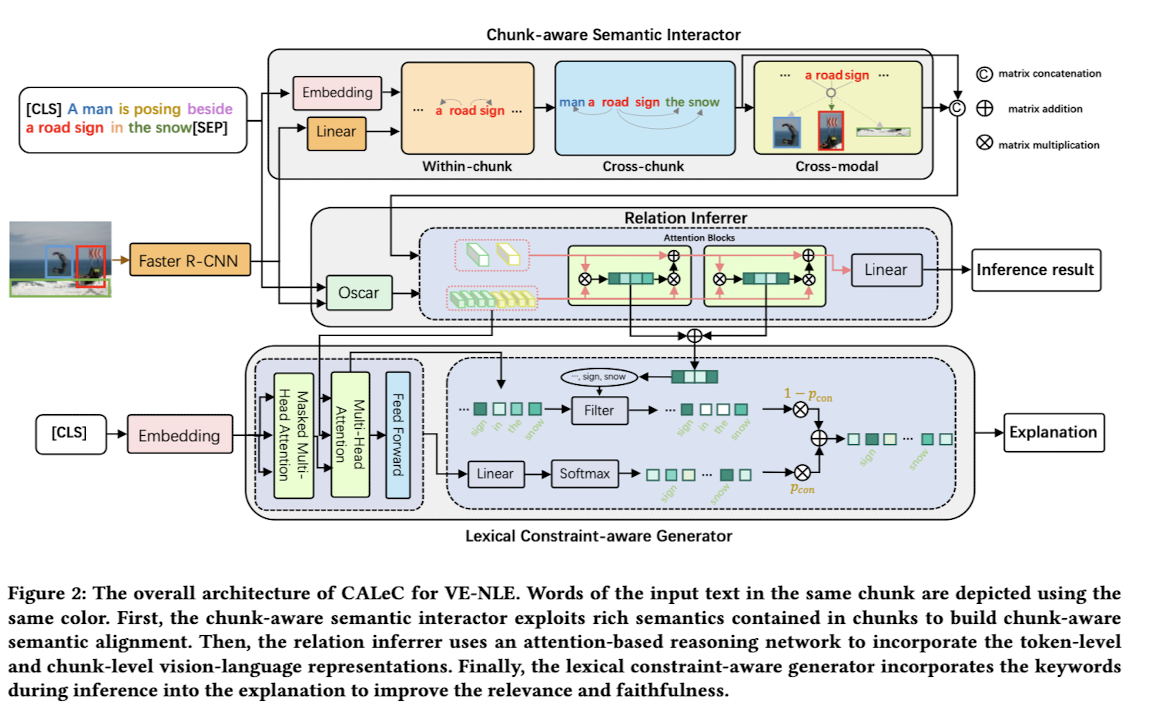 Chunk-aware Semantic Interactor
[CLS] A man is posing beside
a road sign in the snow[SEP]
Embedding
Linear
... a road sign ...
Within-chunk
man a road sign the snow
Cross-chunk
... a road sign ...
Cross-modal
C
C matrix concatenation
⊕ matrix addition
⊗ matrix multiplication
Faster R-CNN
Relation Inferrer
Attention Blocks
Oscar
Linear
Inference result
[CLS]
Embedding
Masked Multi-
Head Attention
Multi-Head
Attention
Feed Forward
..., sign, snow
... sign in the snow
Filter
... sign in the snow
1 − pcon
Linear
Softmax
sign ... snow
pcon
sign ... snow
Explanation
Lexical Constraint-aware Generator
Figure 2: The overall architecture of CALeC for VE-NLE. Words of the input text in the same chunk are depicted using the
same color. First, the chunk-aware semantic interactor exploits rich semantics contained in chunks to build chunk-aware
semantic alignment. Then, the relation inferrer uses an attention-based reasoning network to incorporate the token-level
and chunk-level vision-language representations. Finally, the lexical constraint-aware generator incorporates the keywords
during inference into the explanation to improve the relevance and faithfulness.